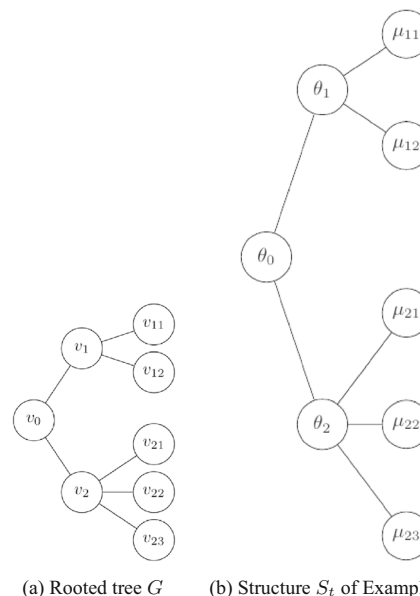 μ11
θ1
μ12
θ0
μ21
v11
v1
v12
v0
v21
θ2
μ22
v2
v22
v23
μ23
(a) Rooted tree G
(b) Structure St of Exampl